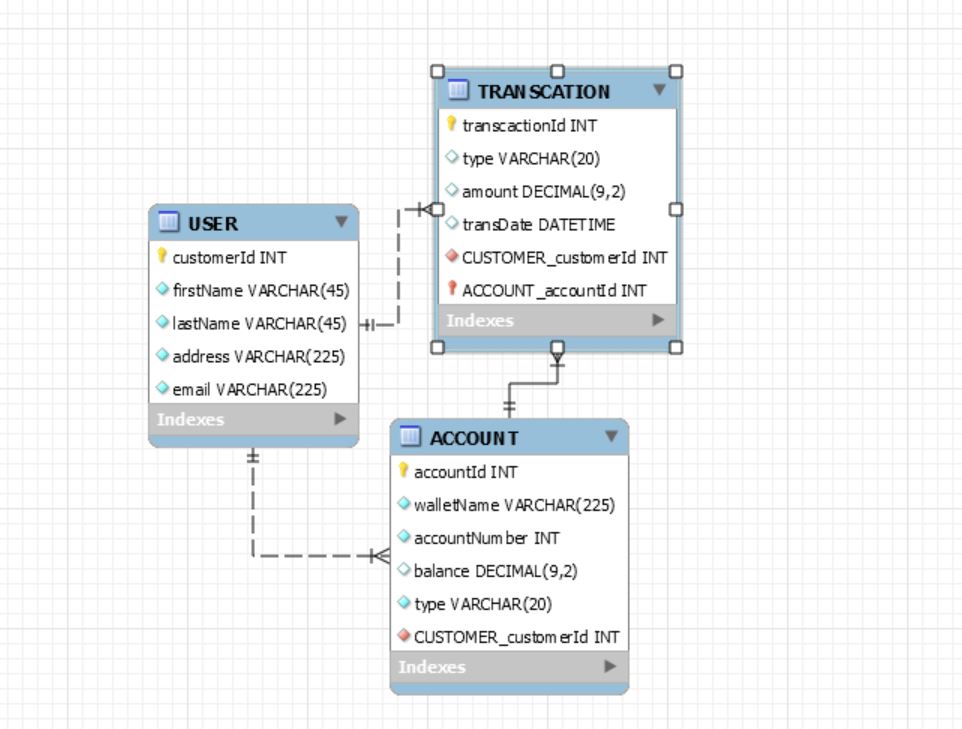 TRANSCATION
transcactionId INT
type VARCHAR(20)
amount DECIMAL(9,2)
transDate DATETIME
CUSTOMER_customerId INT
ACCOUNT_accountId INT
Indexes
USER
customerId INT
firstName VARCHAR(45)
lastName VARCHAR(45)
address VARCHAR(225)
email VARCHAR(225)
Indexes
ACCOUNT
accountId INT
walletName VARCHAR(225)
accountNumber INT
balance DECIMAL(9,2)
type VARCHAR(20)
CUSTOMER_customerId INT
Indexes